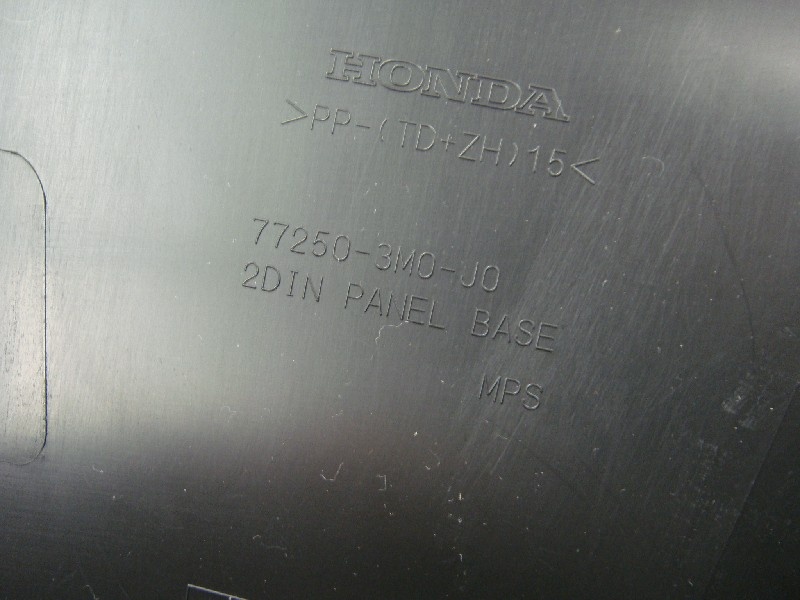 HONDA
>PP-(TD+ZH)15<
77250-3M0-J0
2DIN PANEL BASE
MPS